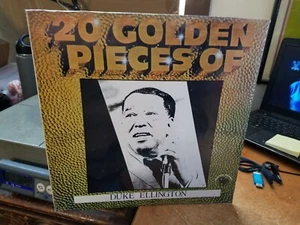 20 GOLDEN
PIECES OF
DUKE ELLINGTON